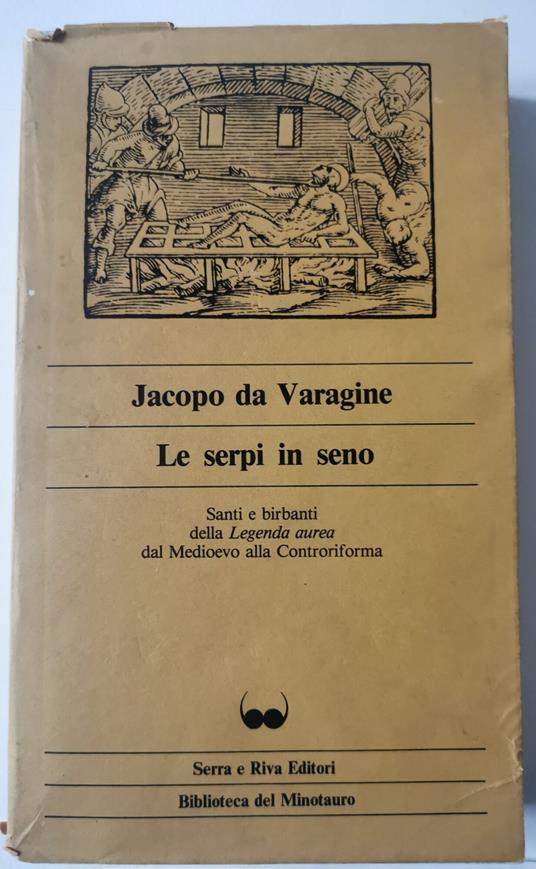 Jacopo da Varagine
Le serpi in seno
Santi e birbanti
della Legenda aurea
dal Medioevo alla Controriforma
Serra e Riva Editori
Biblioteca del Minotauro